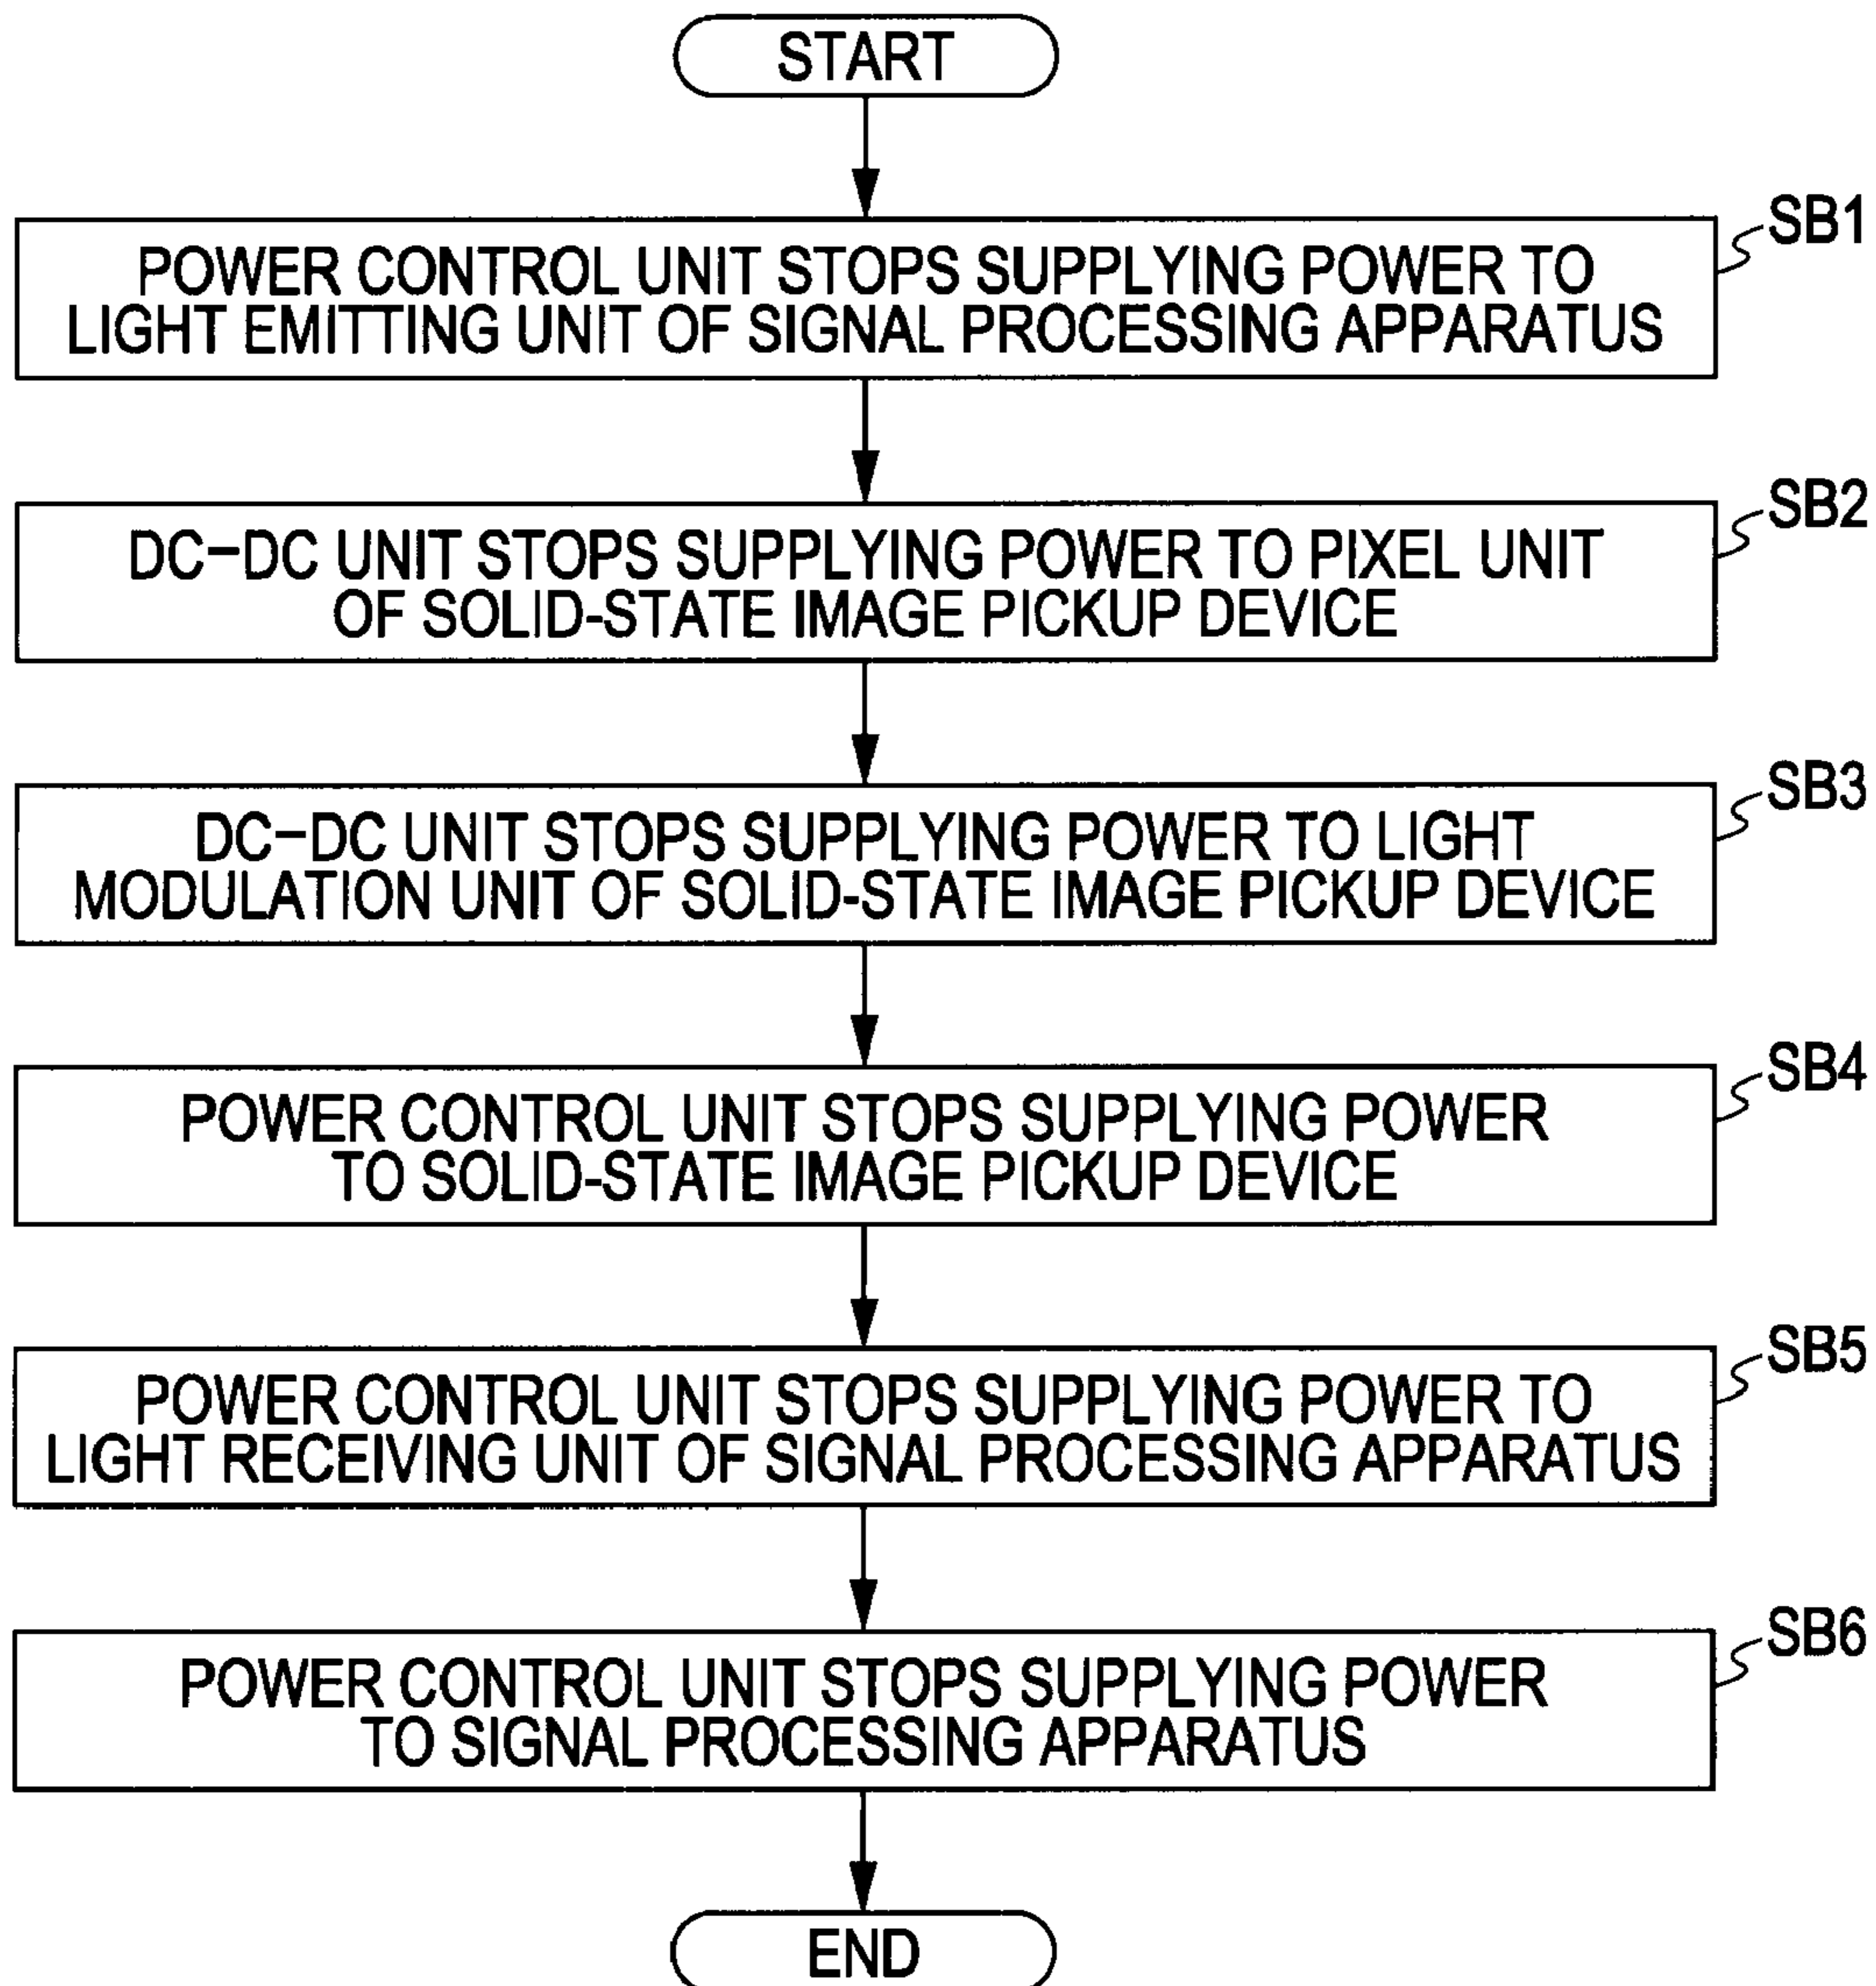 START
SB1
POWER CONTROL UNIT STOPS SUPPLYING POWER TO
LIGHT EMITTING UNIT OF SIGNAL PROCESSING APPARATUS
SB2
DC-DC UNIT STOPS SUPPLYING POWER TO PIXEL UNIT
OF SOLID-STATE IMAGE PICKUP DEVICE
SB3
DC-DC UNIT STOPS SUPPLYING POWER TO LIGHT
MODULATION UNIT OF SOLID-STATE IMAGE PICKUP DEVICE
SB4
POWER CONTROL UNIT STOPS SUPPLYING POWER
TO SOLID-STATE IMAGE PICKUP DEVICE
SB5
POWER CONTROL UNIT STOPS SUPPLYING POWER TO
LIGHT RECEIVING UNIT OF SIGNAL PROCESSING APPARATUS
SB6
POWER CONTROL UNIT STOPS SUPPLYING POWER
TO SIGNAL PROCESSING APPARATUS
END